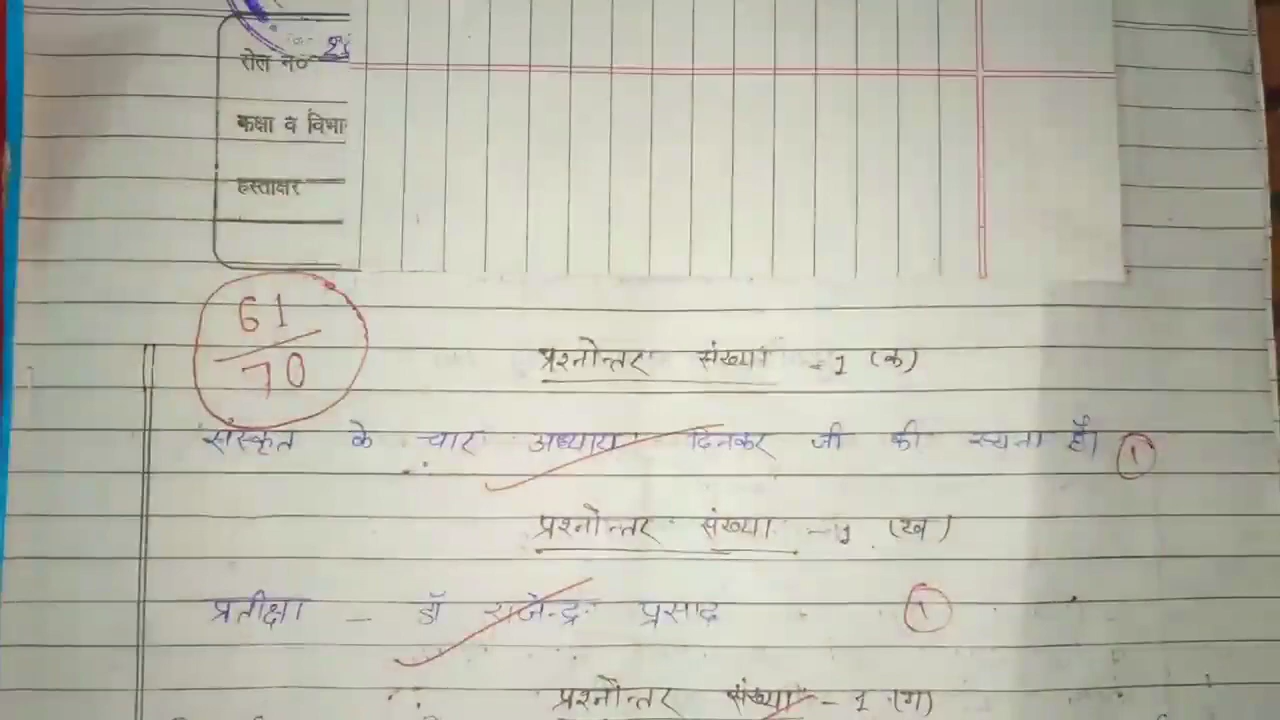 रोल न०
कक्षा व विभा
हस्ताक्षर
61
70
प्रश्नोन्तर संख्या - 1 (क)
संस्कृत के चार अध्याय दिनकर जी की रचना है। 1
प्रश्नोन्तर संख्या - 1 (ख)
प्रतीक्षा - डॉ राजेन्द्र प्रसाद 1
प्रश्नोन्तर संख्या - 1 (ग)